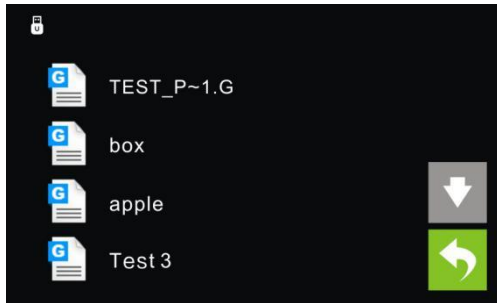 U
G TEST_P~1.G
G box
G apple
G Test 3